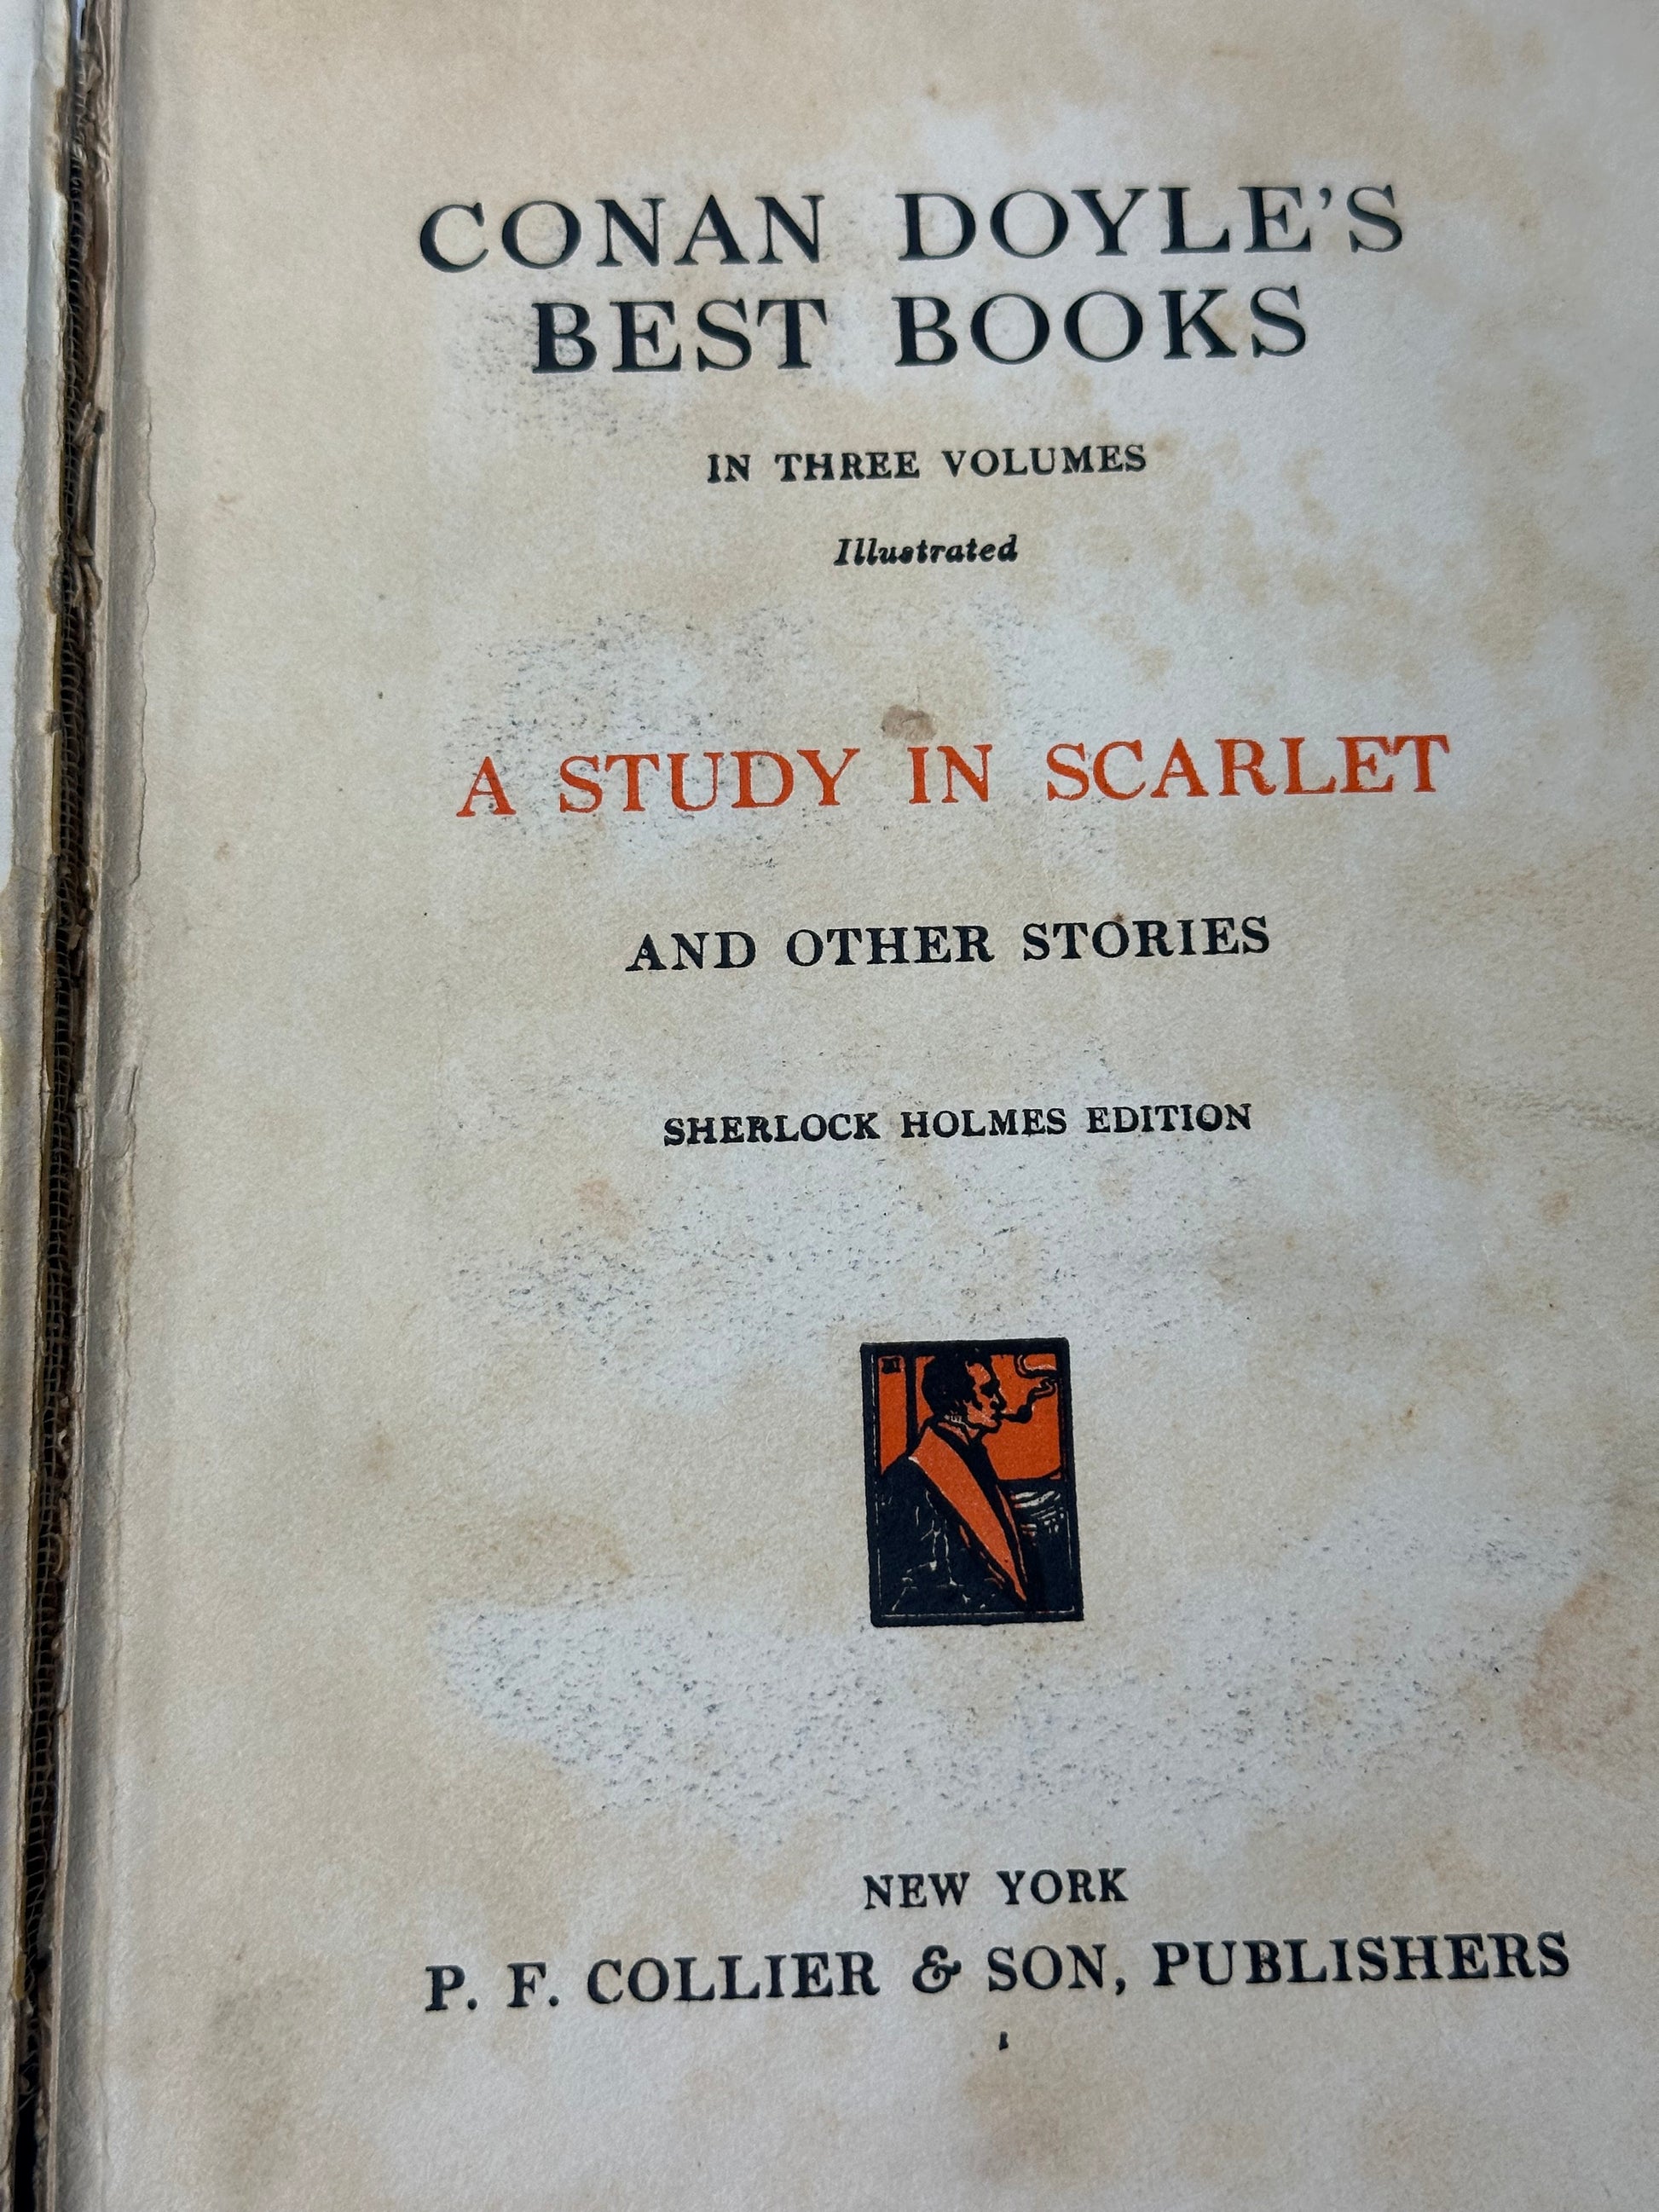 CONAN DOYLE'S
BEST BOOKS
IN THREE VOLUMES
Illustrated
A STUDY IN SCARLET
AND OTHER STORIES
SHERLOCK HOLMES EDITION
NEW YORK
P. F. COLLIER & SON, PUBLISHERS